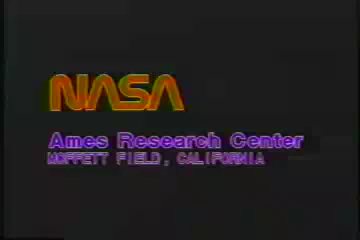 NASA
Ames Research Center
MOFFETT FIELD, CALIFORNIA